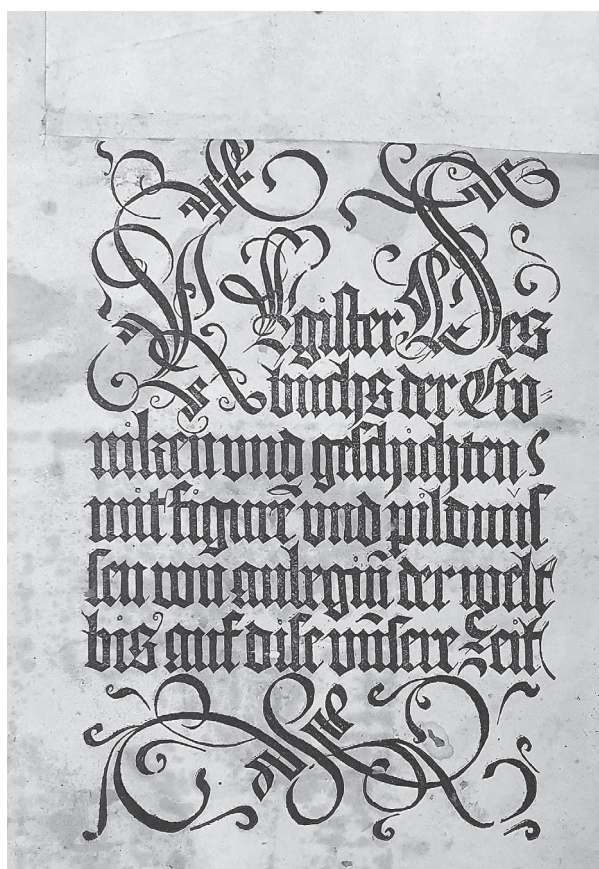 REgister Des
buchs der Cro-
niken vnd geschichten
mit figurē vnd pildnus
sen von anbegiñ der welt
bis auf dise vnsere zeit